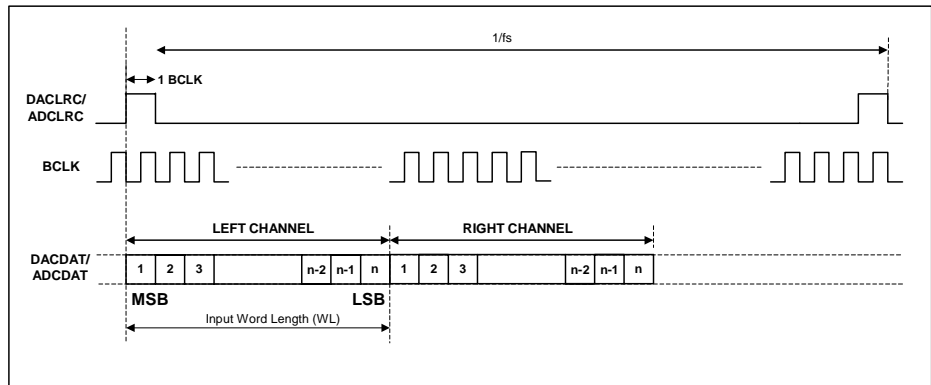 1/fs
1 BCLK
DACLRC/
ADCLRC
BCLK
LEFT CHANNEL
RIGHT CHANNEL
DACDAT/
ADCDAT
1 2 3 n-2 n-1 n 1 2 3 n-2 n-1 n
MSB LSB
Input Word Length (WL)